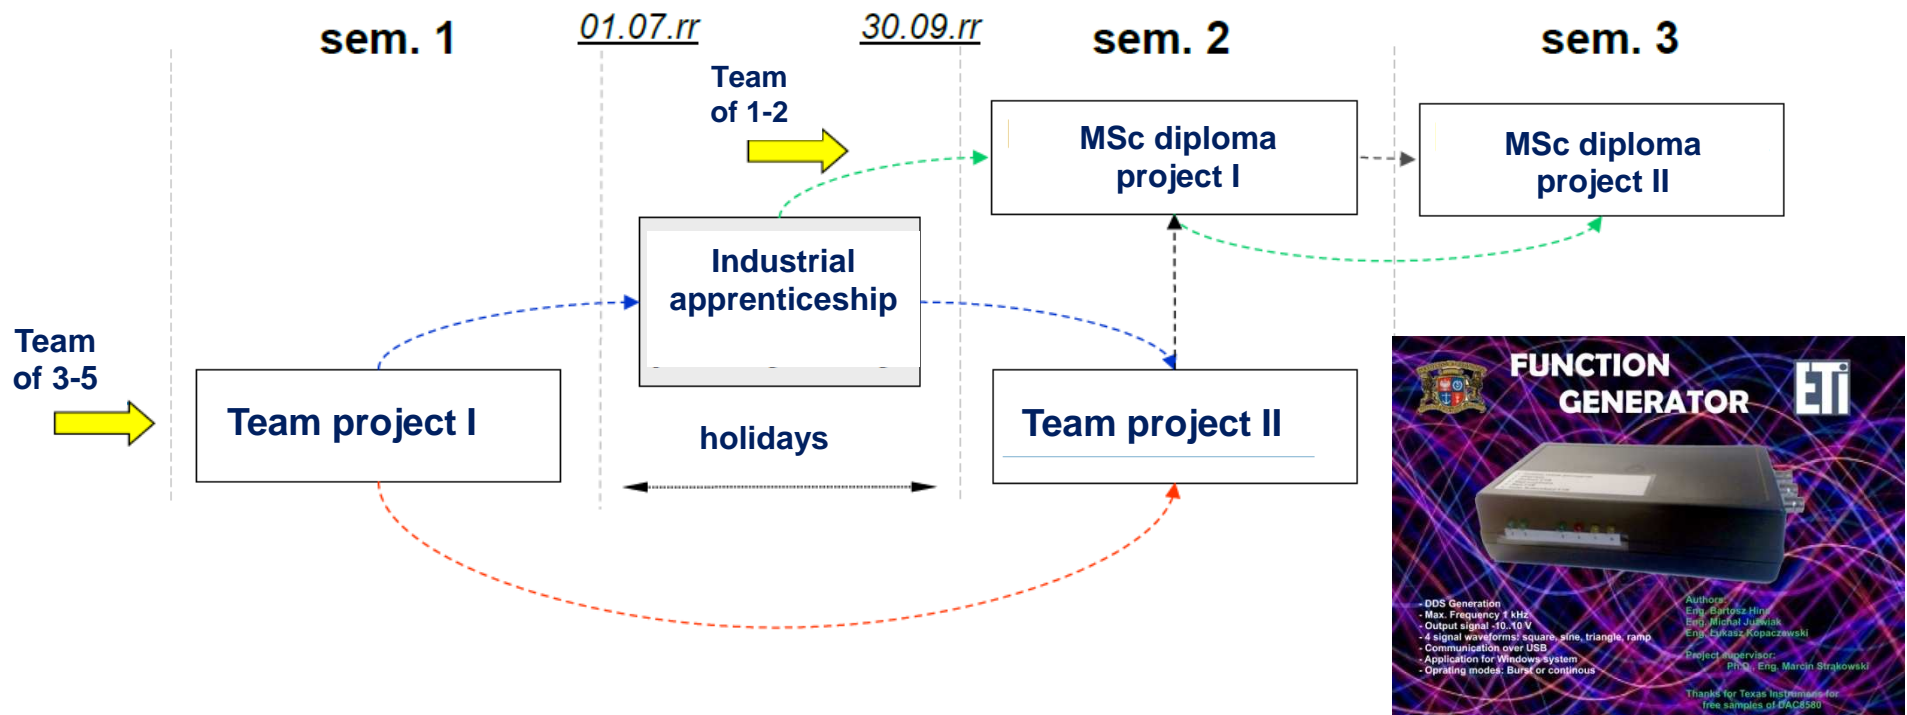 sem. 1
01.07.rr
30.09.rr
sem. 2
sem. 3
Team
of 1-2
MSc diploma
project I
MSc diploma
project II
Industrial
apprenticeship
Team
of 3-5
Team project I
holidays
Team project II
FUNCTION
GENERATOR
ETi
- DDS Generation
- Max. Frequency 1 kHz
- Output signal -10..10 V
- 4 signal waveforms: square, sine, triangle, ramp
- Communication over USB
- Application for Windows system
- Oprating modes: Burst or continous
Authors:
Eng. Bartosz Hinc
Eng. Michał Juźwiak
Eng. Łukasz Kopaczewski
Project supervisor:
Ph.D., Eng. Marcin Strąkowski
Thanks for Texas Instrumens for
free samples of DAC8580